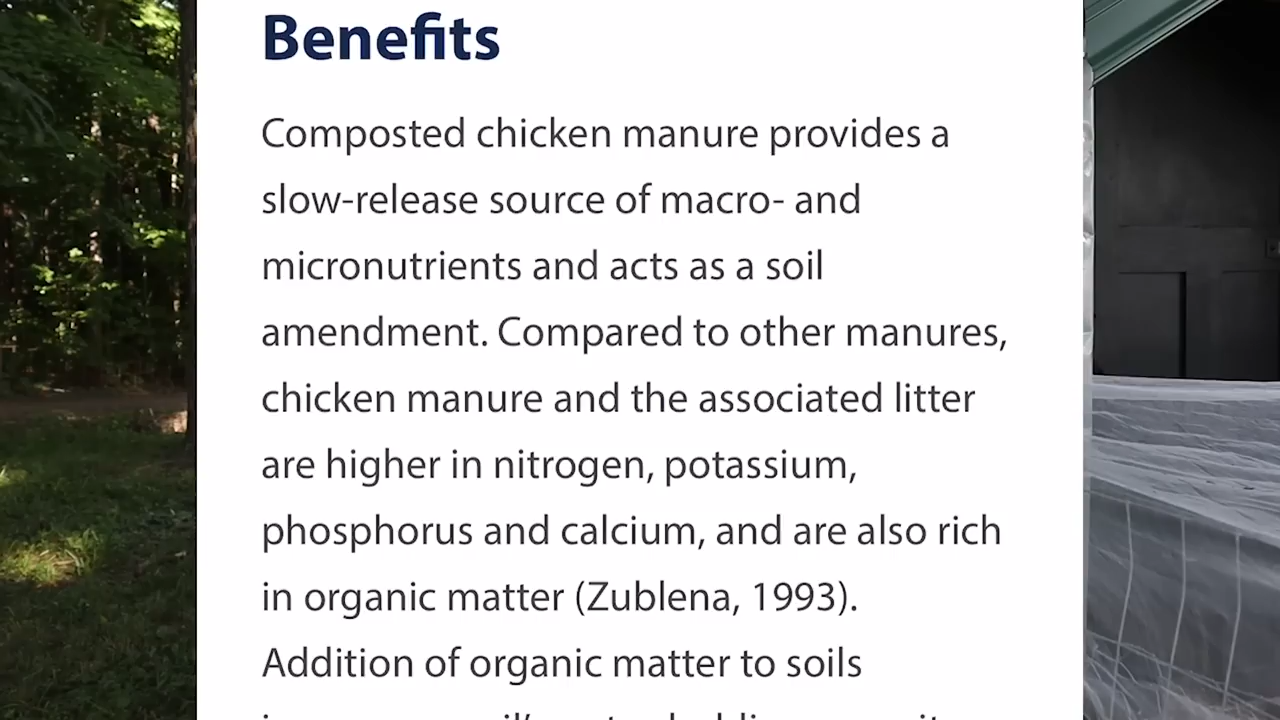 Benefits
Composted chicken manure provides a
slow-release source of macro- and
micronutrients and acts as a soil
amendment. Compared to other manures,
chicken manure and the associated litter
are higher in nitrogen, potassium,
phosphorus and calcium, and are also rich
in organic matter (Zublena, 1993).
Addition of organic matter to soils